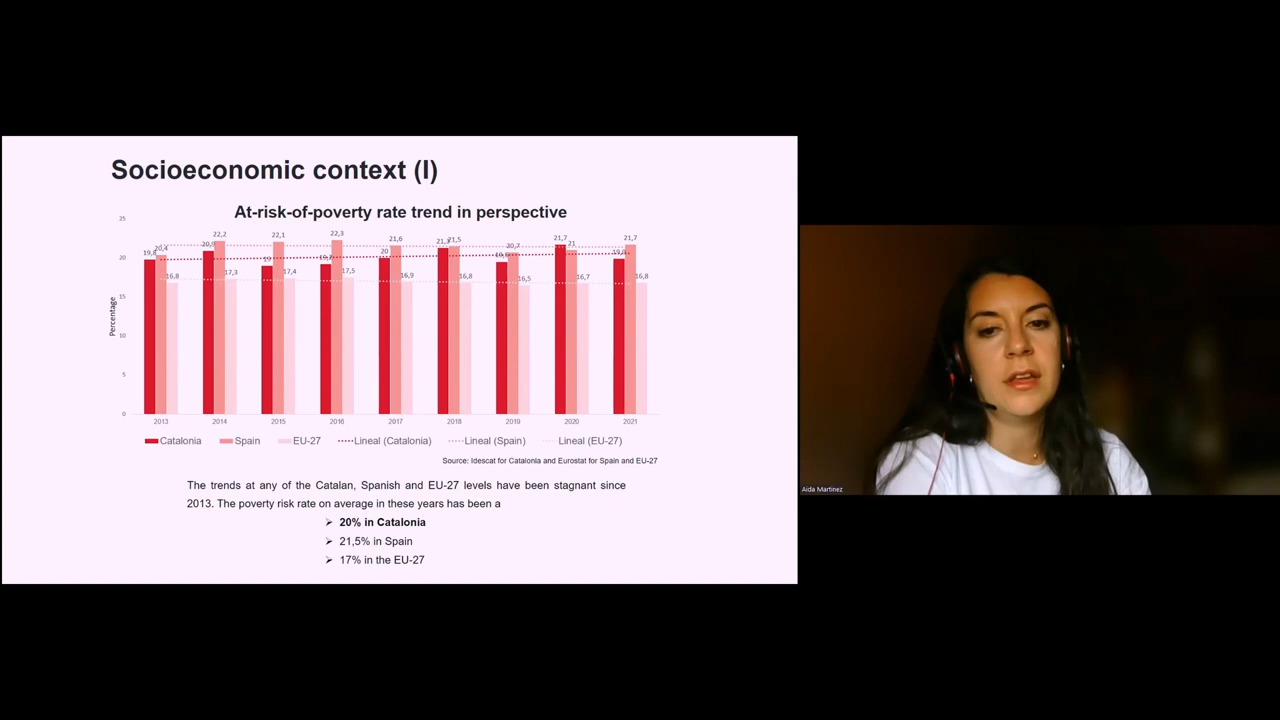 Socioeconomic context (I)
At-risk-of-poverty rate trend in perspective
25
20
15
10
5
0
Percentage
20,4 16,8
22,2 17,3
19 22,1 17,4
22,3 17,5
20 21,6 16,9
21,5 16,8
20,7 16,5
21,7 21 16,7
21,7 16,8
2013 2014 2015 2016 2017 2018 2019 2020 2021
Catalonia Spain EU-27 Lineal (Catalonia) Lineal (Spain) Lineal (EU-27)
Source: Idescat for Catalonia and Eurostat for Spain and EU-27
The trends at any of the Catalan, Spanish and EU-27 levels have been stagnant since
2013. The poverty risk rate on average in these years has been a
➢ 20% in Catalonia
➢ 21,5% in Spain
➢ 17% in the EU-27
Aida Martinez